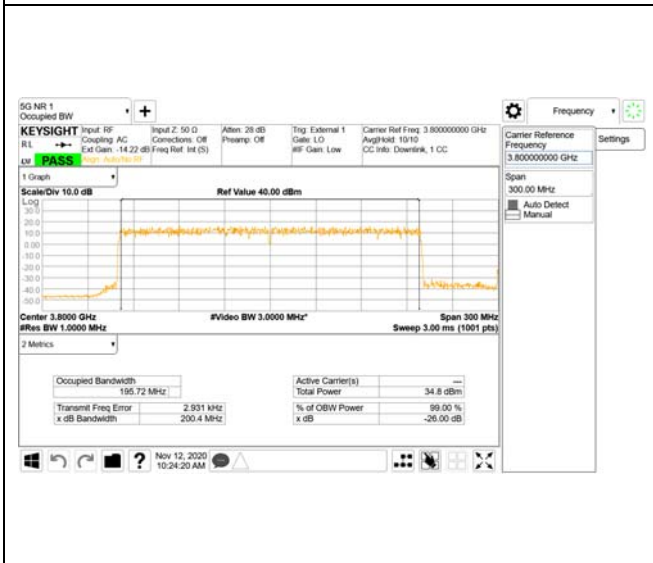 5G NR 1
Occupied BW
Frequency
KEYSIGHT Input: RF Input Z: 50 Ω Atten: 28 dB Trig: External 1 Carrier Ref Freq: 3.800000000 GHz
RL Coupling: AC Corrections: Off Preamp: Off Gate: LO Avg|Hold: 10/10
Ext Gain: -14.22 dB Freq Ref: Int (S) #IF Gain: Low CC Info: Downlink, 1 CC
PASS Align: Auto/No RF
Carrier Reference
Frequency
3.800000000 GHz
Settings
Span
300.00 MHz
Auto Detect
Manual
1 Graph
Scale/Div 10.0 dB Ref Value 40.00 dBm
Log
30.0
20.0
10.0
0.00
-10.0
-20.0
-30.0
-40.0
-50.0
Center 3.8000 GHz #Video BW 3.0000 MHz* Span 300 MHz
#Res BW 1.0000 MHz Sweep 3.00 ms (1001 pts)
2 Metrics
Occupied Bandwidth Active Carrier(s) ---
195.72 MHz Total Power 34.8 dBm
Transmit Freq Error 2.931 kHz % of OBW Power 99.00 %
x dB Bandwidth 200.4 MHz x dB -26.00 dB
Nov 12, 2020
10:24:20 AM